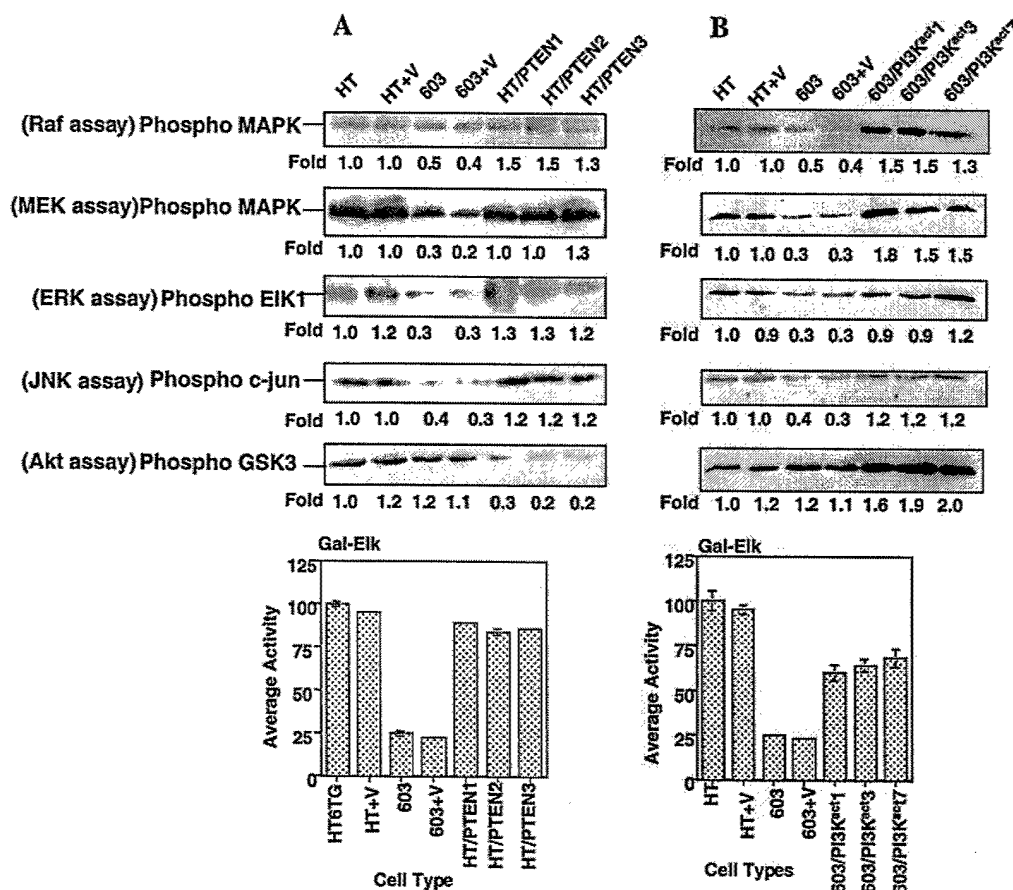 A
HT HT+V 603 603+V HT/PTEN1 HT/PTEN2 HT/PTEN3
(Raf assay) Phospho MAPK
Fold 1.0 1.0 0.5 0.4 1.5 1.5 1.3
(MEK assay) Phospho MAPK
Fold 1.0 1.0 0.3 0.2 1.0 1.0 1.3
(ERK assay) Phospho ElK1
Fold 1.0 1.2 0.3 0.3 1.3 1.3 1.2
(JNK assay) Phospho c-jun
Fold 1.0 1.0 0.4 0.3 1.2 1.2 1.2
(Akt assay) Phospho GSK3
Fold 1.0 1.2 1.2 1.1 0.3 0.2 0.2
Gal-Elk
Average Activity
125
100
75
50
25
0
HT6TG HT+V 603 603+V HT/PTEN1 HT/PTEN2 HT/PTEN3
Cell Type
B
HT HT+V 603 603+V 603/PI3Kact1 603/PI3Kact3 603/PI3Kact7
Fold 1.0 1.0 0.5 0.4 1.5 1.5 1.3
Fold 1.0 1.0 0.3 0.3 1.8 1.5 1.5
Fold 1.0 0.9 0.3 0.3 0.9 0.9 1.2
Fold 1.0 1.0 0.4 0.3 1.2 1.2 1.2
Fold 1.0 1.2 1.2 1.1 1.6 1.9 2.0
Gal-Elk
Average Activity
125
100
75
50
25
0
HT HT+V 603 603+V 603/PI3Kact1 603/PI3Kact3 603/PI3Kact7
Cell Types